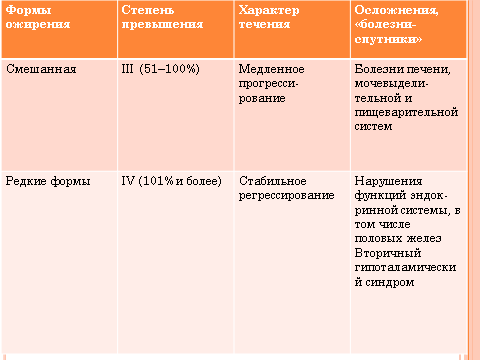 Формы ожирения
Степень превышения
Характер течения
Осложнения, «болезни-спутники»
Смешанная
III (51–100%)
Медленное
прогресси-
рование
Болезни печени,
мочевыдели-
тельной и
пищеварительной
систем
Редкие формы
IV (101% и более)
Стабильное
регрессирование
Нарушения
функций эндок-
ринной системы, в
том числе
половых желез
Вторичный
гипоталамически
й синдром